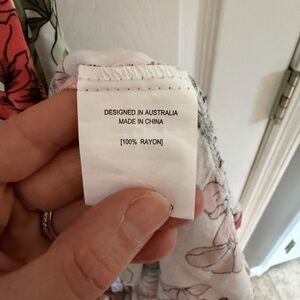 DESIGNED IN AUSTRALIA
MADE IN CHINA
[100% RAYON]